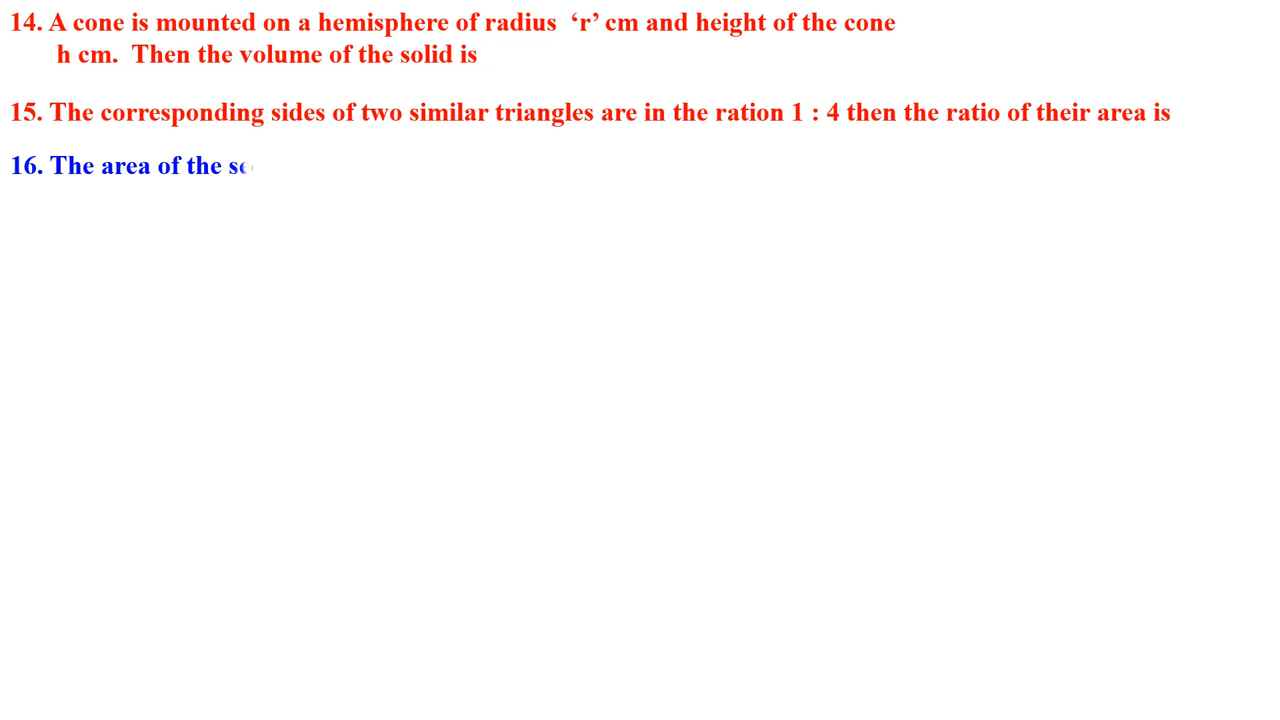 14. A cone is mounted on a hemisphere of radius ‘r’ cm and height of the cone
h cm. Then the volume of the solid is
15. The corresponding sides of two similar triangles are in the ration 1 : 4 then the ratio of their area is
16. The area of the